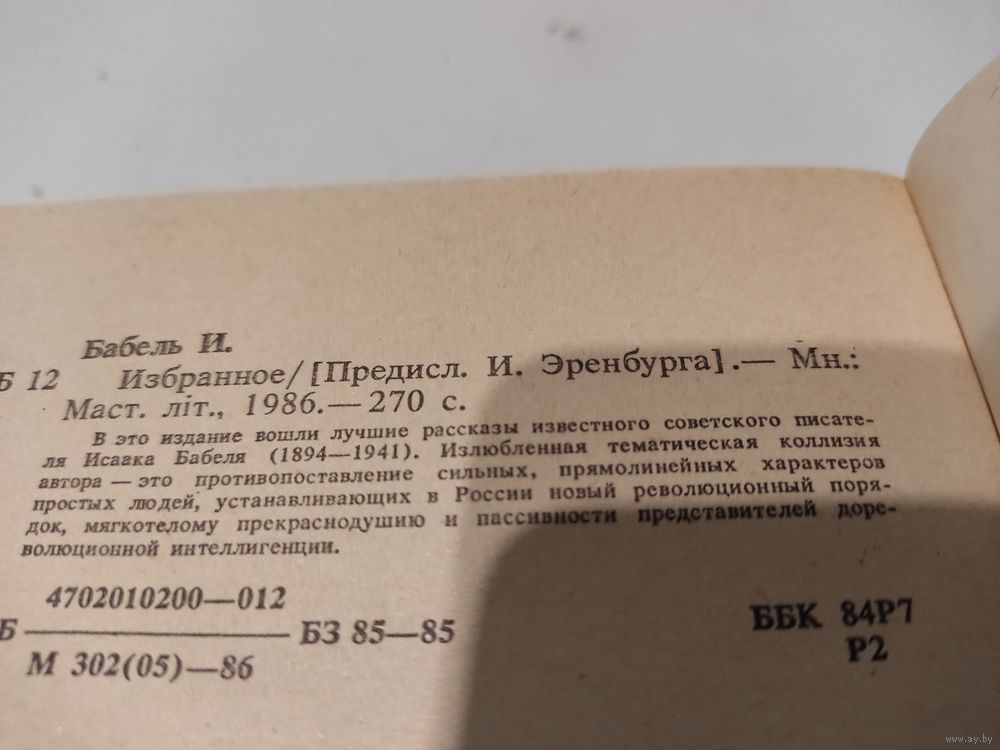 Бабель И.
Б 12 Избранное/[Предисл. И. Эренбурга].— Мн.:
Маст. літ., 1986.—270 с.
В это издание вошли лучшие рассказы известного советского писате-
ля Исаака Бабеля (1894—1941). Излюбленная тематическая коллизия
автора — это противопоставление сильных, прямолинейных характеров
простых людей, устанавливающих в России новый революционный поря-
док, мягкотелому прекраснодушию и пассивности представителей доре-
волюционной интеллигенции.
4702010200—012
Б БЗ 85—85
М 302(05)—86
ББК 84Р7
Р2
www.ay.by